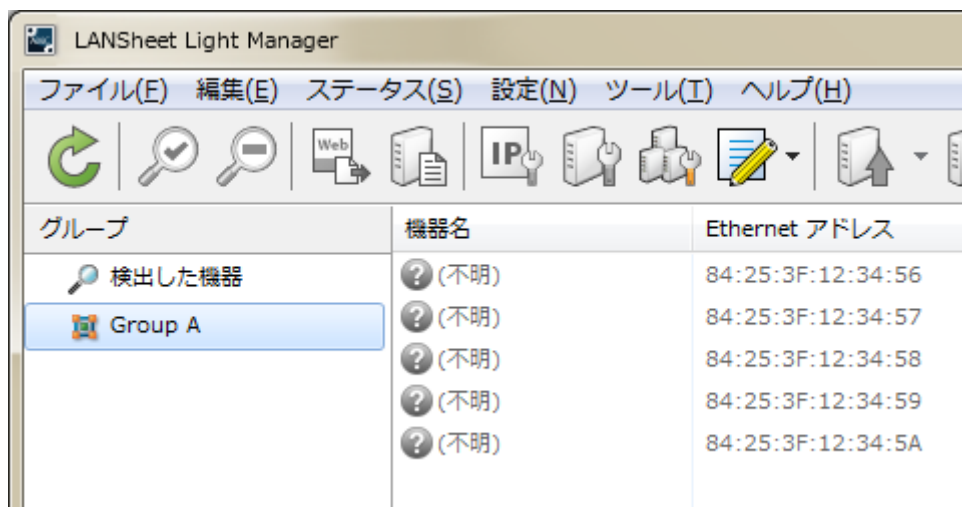 LANSheet Light Manager
ファイル(F) 編集(E) ステータス(S) 設定(N) ツール(T) ヘルプ(H)
Web IP
グループ 機器名 Ethernet アドレス
検出した機器 (不明) 84:25:3F:12:34:56
Group A (不明) 84:25:3F:12:34:57
(不明) 84:25:3F:12:34:58
(不明) 84:25:3F:12:34:59
(不明) 84:25:3F:12:34:5A